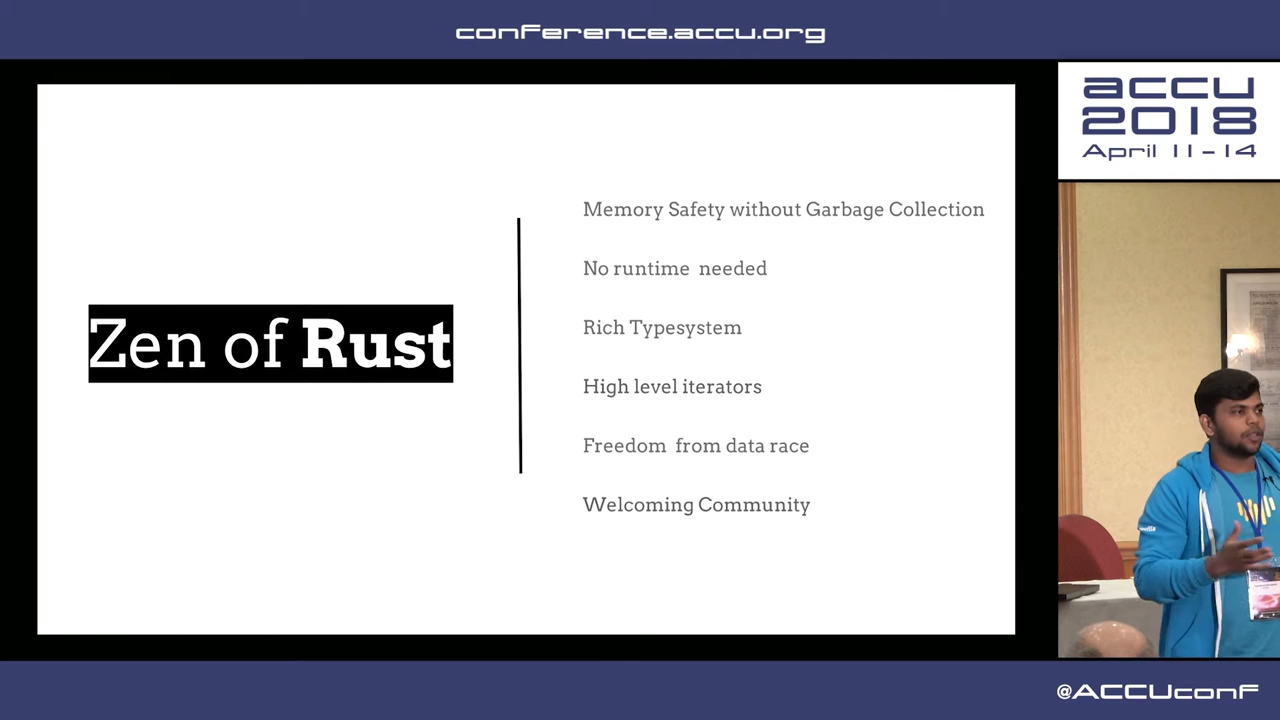 conference.accu.org
accu
2018
April 11-14
Zen of Rust
Memory Safety without Garbage Collection
No runtime needed
Rich Typesystem
High level iterators
Freedom from data race
Welcoming Community
@ACCUconf